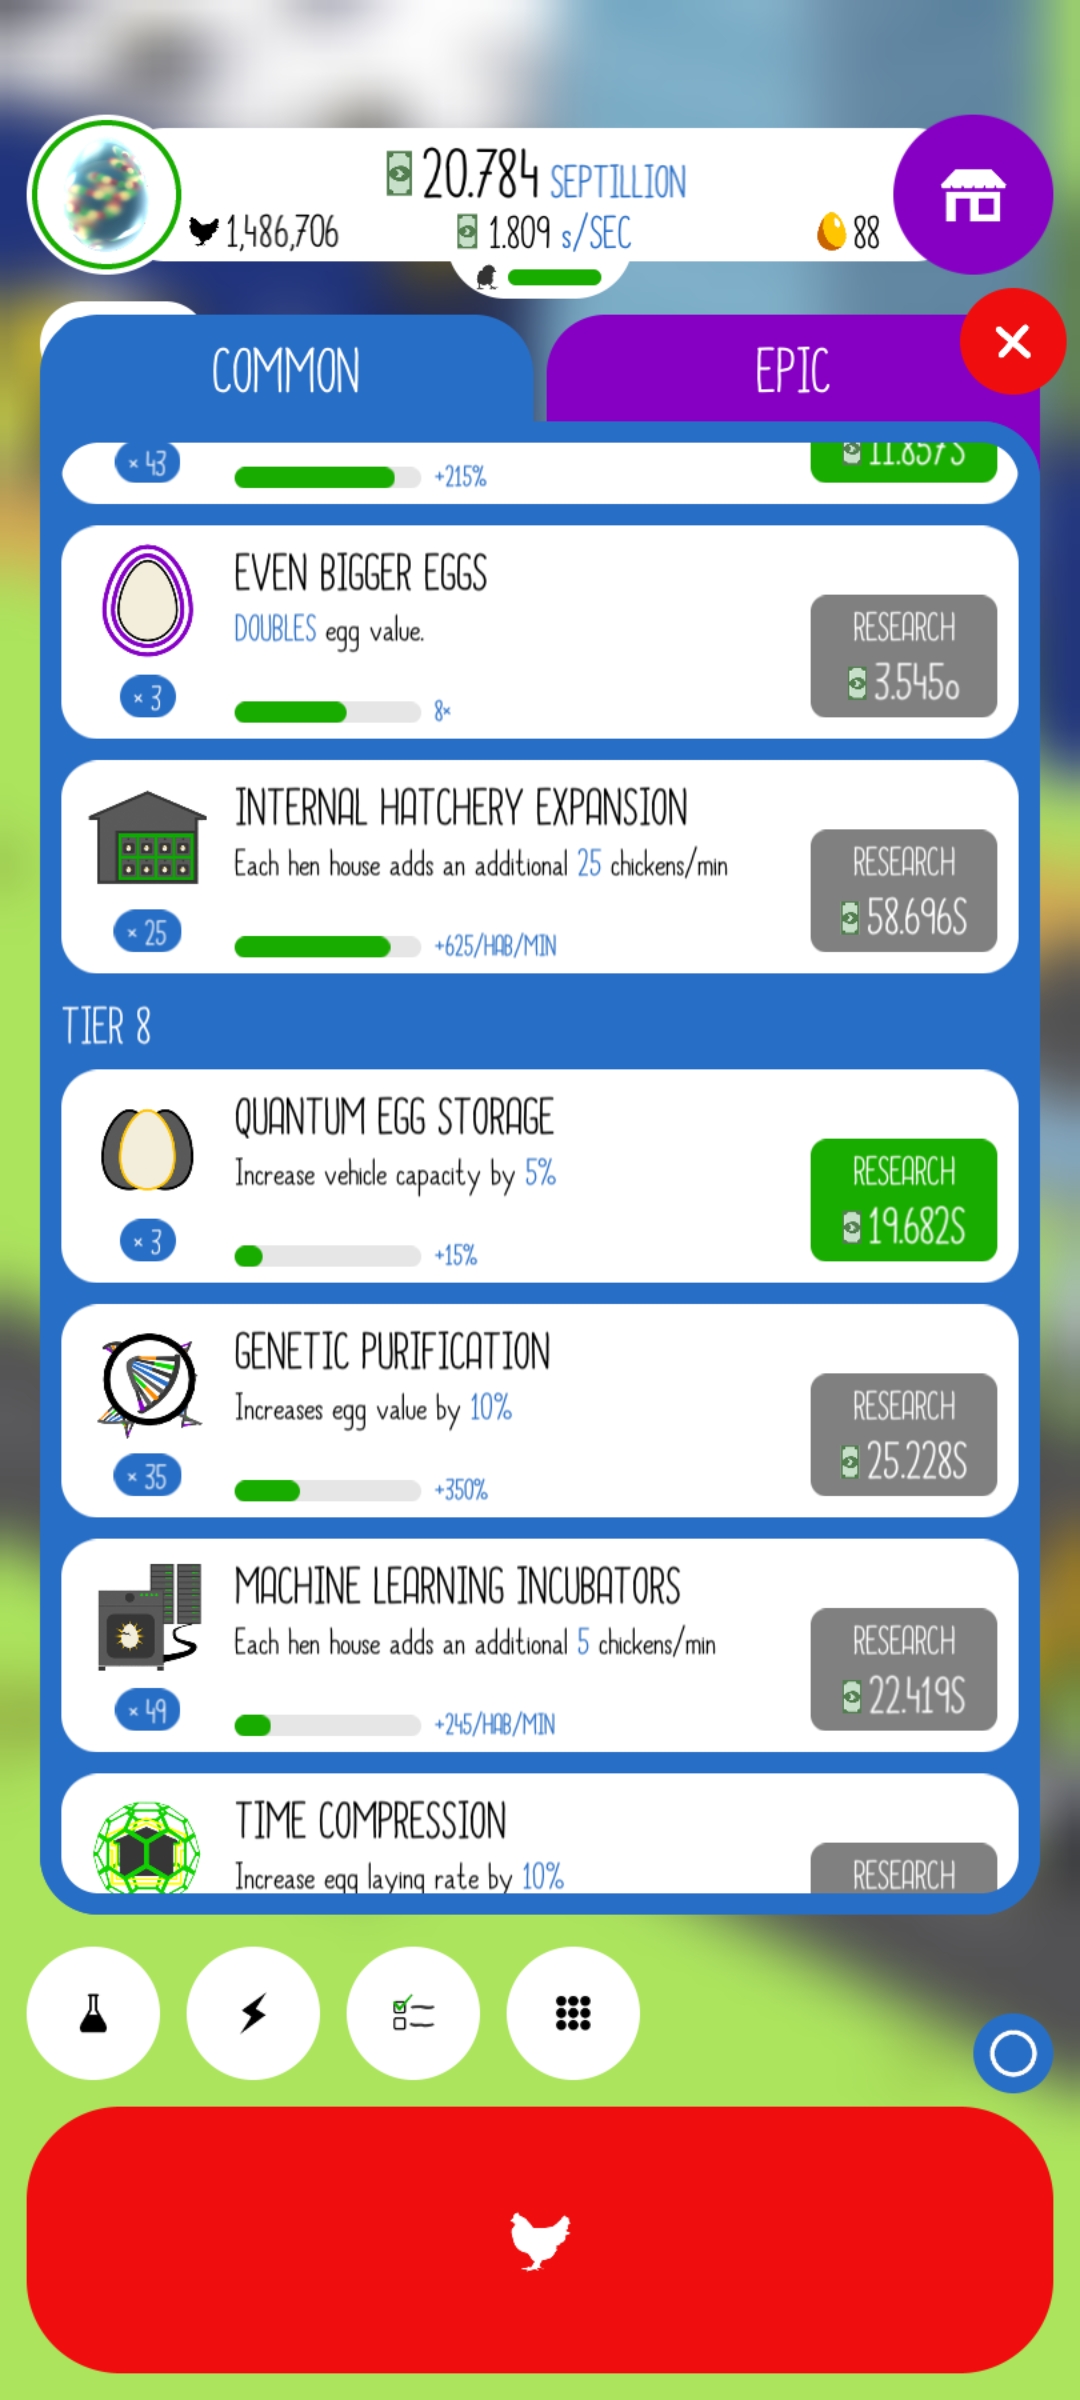 20.784 SEPTILLION
1,486,706
1.809 s/SEC
88
COMMON
EPIC
× 43
+215%
11.857S
EVEN BIGGER EGGS
DOUBLES egg value.
× 3
8×
RESEARCH
3.545o
INTERNAL HATCHERY EXPANSION
Each hen house adds an additional 25 chickens/min
× 25
+625/HAB/MIN
RESEARCH
58.696S
TIER 8
QUANTUM EGG STORAGE
Increase vehicle capacity by 5%
× 3
+15%
RESEARCH
19.682S
GENETIC PURIFICATION
Increases egg value by 10%
× 35
+350%
RESEARCH
25.228S
MACHINE LEARNING INCUBATORS
Each hen house adds an additional 5 chickens/min
× 49
+245/HAB/MIN
RESEARCH
22.419S
TIME COMPRESSION
Increase egg laying rate by 10%
RESEARCH